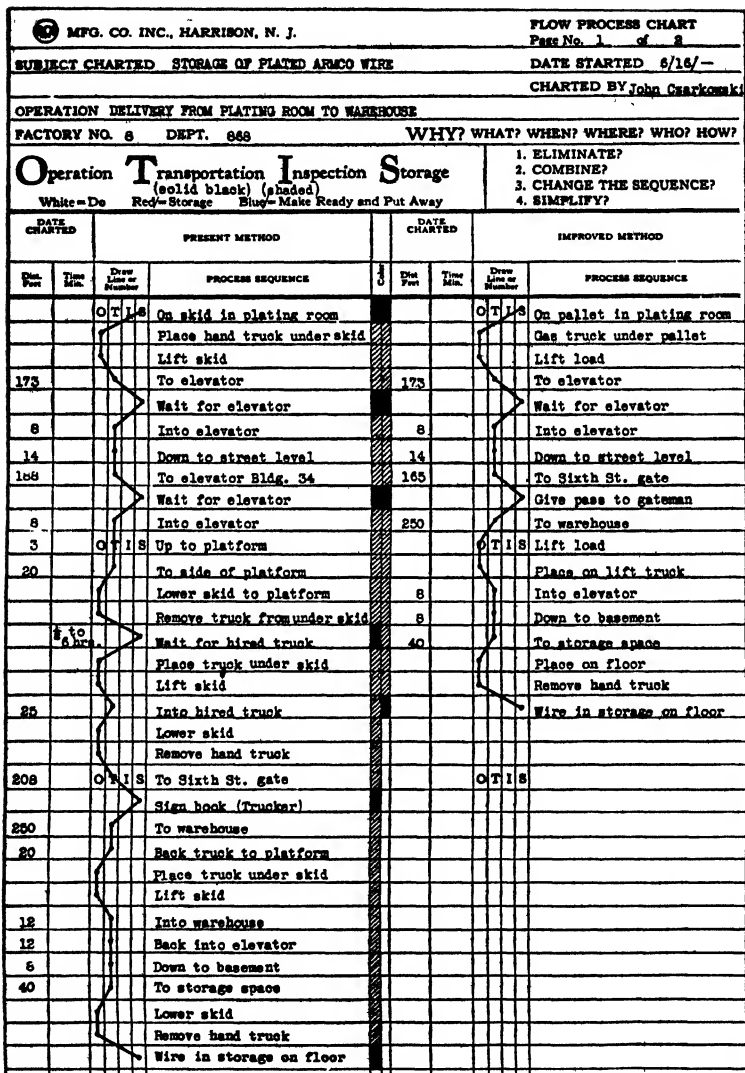 MFG. CO. INC., HARRISON, N. J.
FLOW PROCESS CHART
Page No. 1 of 2
SUBJECT CHARTED STORAGE OF PLATED ARMCO WIRE
DATE STARTED 6/16/—
CHARTED BY John Czarkowski
OPERATION DELIVERY FROM PLATING ROOM TO WAREHOUSE
FACTORY NO. 8 DEPT. 868
WHY? WHAT? WHEN? WHERE? WHO? HOW?
Operation Transportation Inspection Storage
(solid black) (shaded)
White=Do Red/=Storage Blue/=Make Ready and Put Away
1. ELIMINATE?
2. COMBINE?
3. CHANGE THE SEQUENCE?
4. SIMPLIFY?
DATE CHARTED PRESENT METHOD DATE CHARTED IMPROVED METHOD
Dist. Feet Time Min. Draw Line or Number PROCESS SEQUENCE Color Dist Feet Time Min. Draw Line or Number PROCESS SEQUENCE
O T I S On skid in plating room O T I S On pallet in plating room
Place hand truck under skid Gas truck under pallet
Lift skid Lift load
173 To elevator 173 To elevator
Wait for elevator Wait for elevator
8 Into elevator 8 Into elevator
14 Down to street level 14 Down to street level
188 To elevator Bldg. 34 165 To Sixth St. gate
Wait for elevator Give pass to gateman
8 Into elevator 250 To warehouse
3 O T I S Up to platform O T I S Lift load
20 To side of platform Place on lift truck
Lower skid to platform 8 Into elevator
Remove truck from under skid 8 Down to basement
to 6 hrs. Wait for hired truck 40 To storage space
Place truck under skid Place on floor
Lift skid Remove hand truck
25 Into hired truck Wire in storage on floor
Lower skid
Remove hand truck
208 O T I S To Sixth St. gate O T I S
Sign book (Trucker)
250 To warehouse
20 Back truck to platform
Place truck under skid
Lift skid
12 Into warehouse
12 Back into elevator
Down to basement
40 To storage space
Lower skid
Remove hand truck
Wire in storage on floor